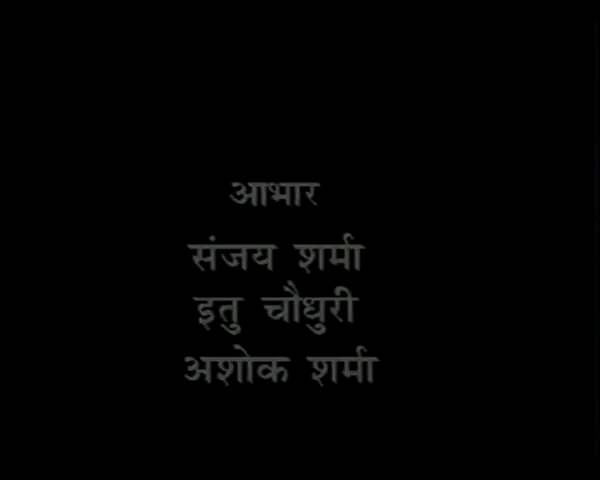 आभार
संजय शर्मा
इतु चौधुरी
अशोक शर्मा